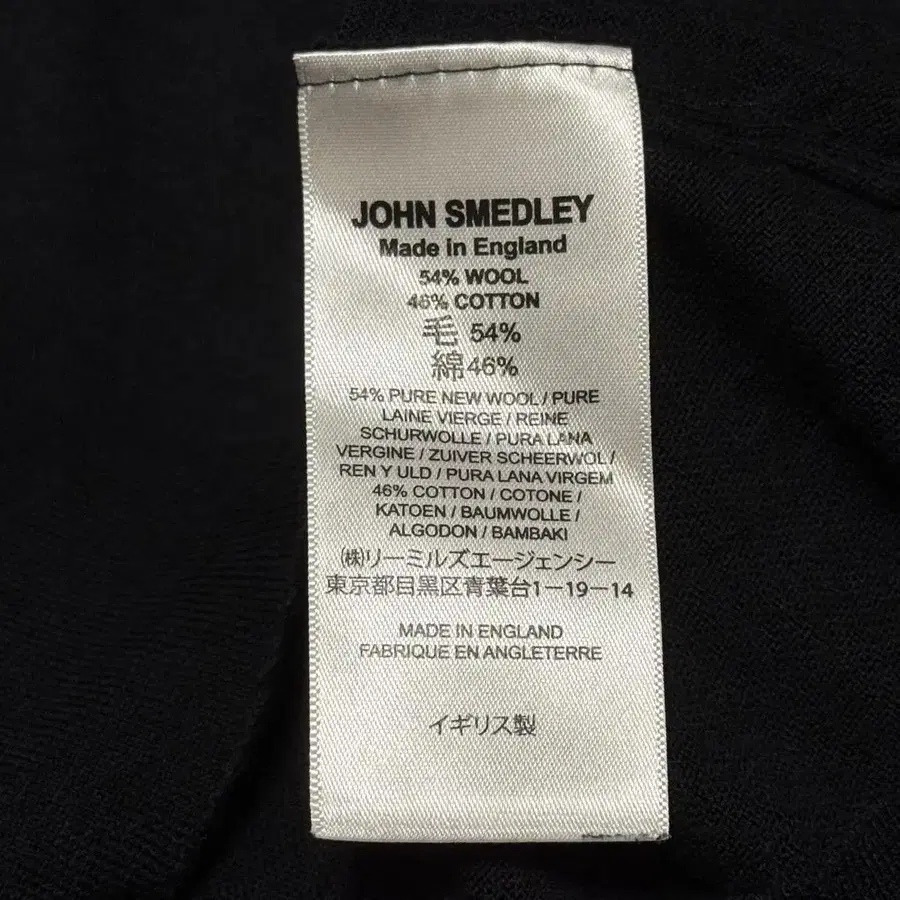 JOHN SMEDLEY
Made in England
54% WOOL
46% COTTON
毛 54%
綿46%
54% PURE NEW WOOL / PURE
LAINE VIERGE / REINE
SCHURWOLLE / PURA LANA
VERGINE / ZUIVER SCHEERWOL /
REN Y ULD / PURA LANA VIRGEM
46% COTTON / COTONE /
KATOEN / BAUMWOLLE /
ALGODON / BAMBAKI
㈱リーミルズエージェンシー
東京都目黒区青葉台1−19−14
MADE IN ENGLAND
FABRIQUE EN ANGLETERRE
イギリス製